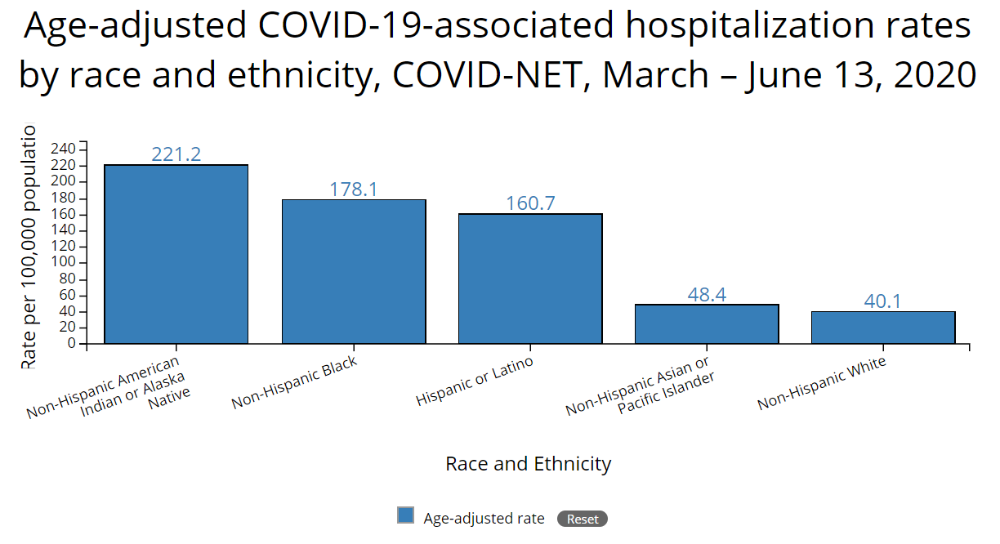 Age-adjusted COVID-19-associated hospitalization rates
by race and ethnicity, COVID-NET, March – June 13, 2020
Rate per 100,000 populatio
240
220
200
180
160
140
120
100
80
60
40
20
0
221.2
178.1
160.7
48.4
40.1
Non-Hispanic American
Indian or Alaska
Native
Non-Hispanic Black
Hispanic or Latino
Non-Hispanic Asian or
Pacific Islander
Non-Hispanic White
Race and Ethnicity
Age-adjusted rate
Reset